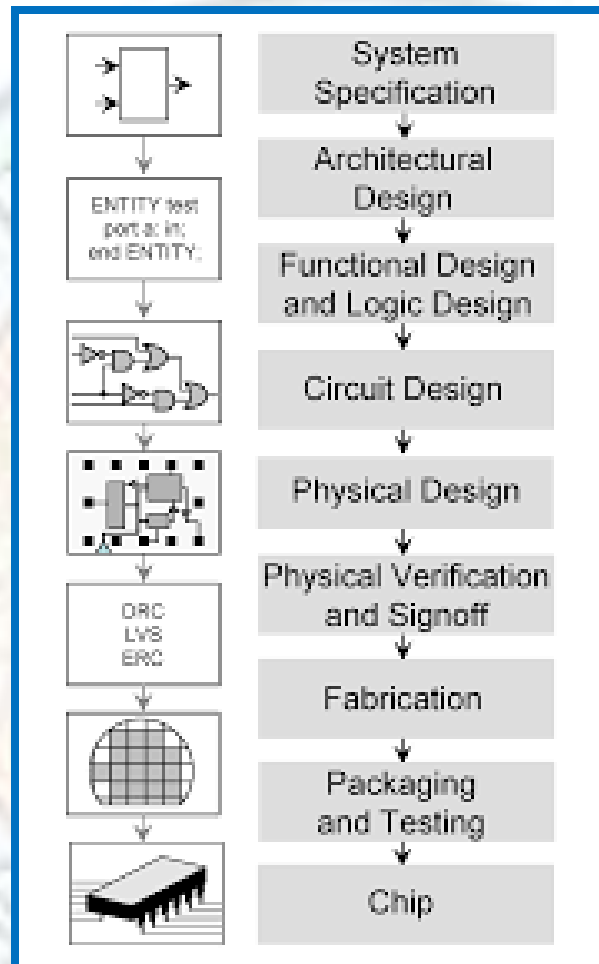 System
Specification
Architectural
Design
ENTITY test
port a: in;
end ENTITY;
Functional Design
and Logic Design
Circuit Design
Physical Design
Physical Verification
and Signoff
DRC
LVS
ERC
Fabrication
Packaging
and Testing
Chip